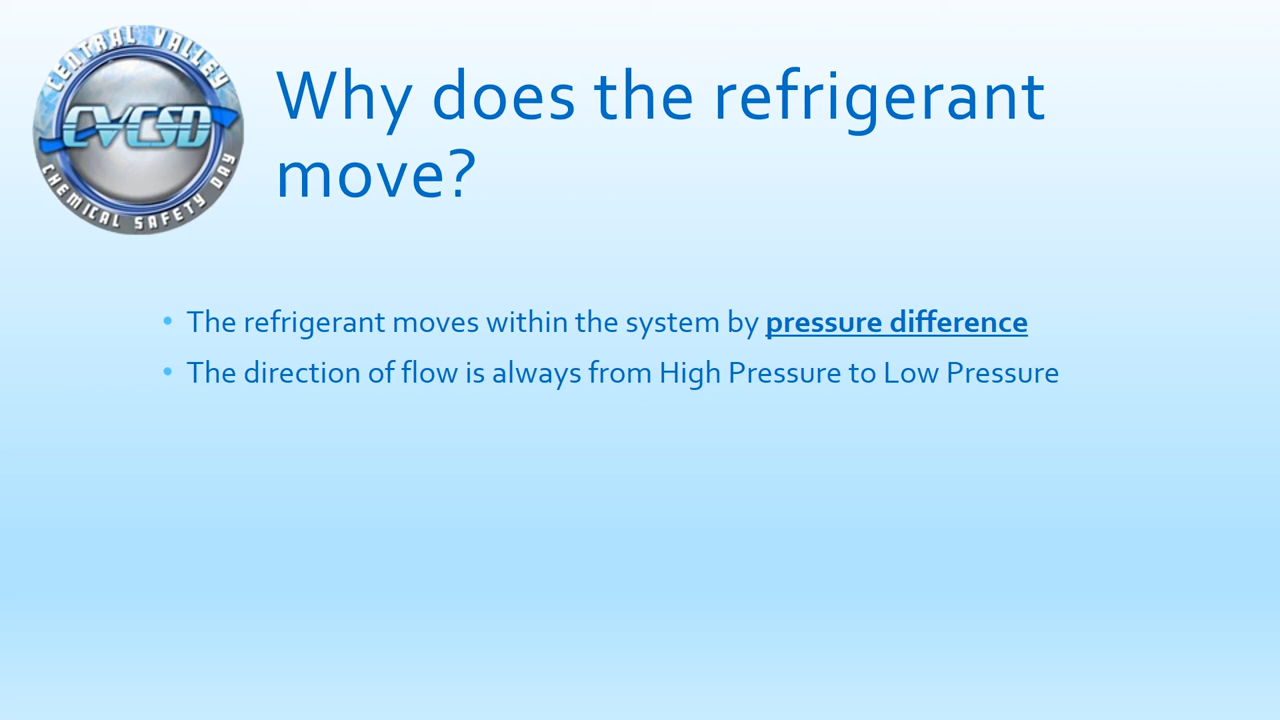 CENTRAL VALLEY
CVCSD
CHEMICAL SAFETY DAY
Why does the refrigerant
move?
• The refrigerant moves within the system by pressure difference
• The direction of flow is always from High Pressure to Low Pressure